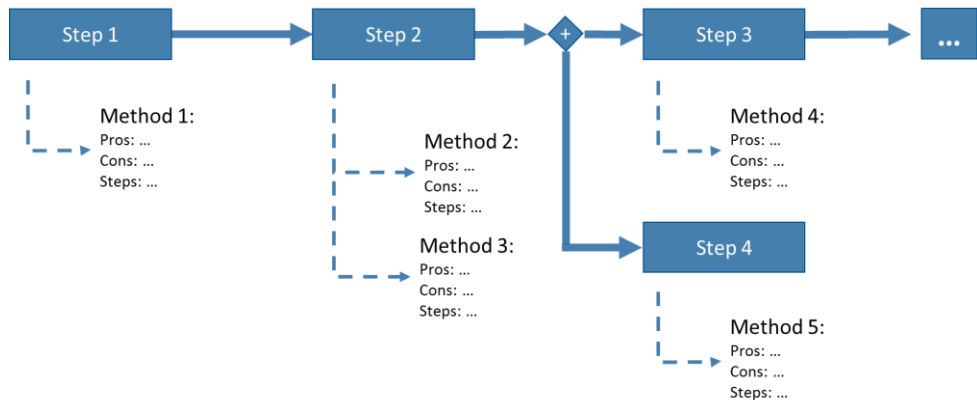 Step 1
Step 2
+
Step 3
...
Method 1:
Pros: ...
Cons: ...
Steps: ...
Method 2:
Pros: ...
Cons: ...
Steps: ...
Method 3:
Pros: ...
Cons: ...
Steps: ...
Method 4:
Pros: ...
Cons: ...
Steps: ...
Step 4
Method 5:
Pros: ...
Cons: ...
Steps: ...